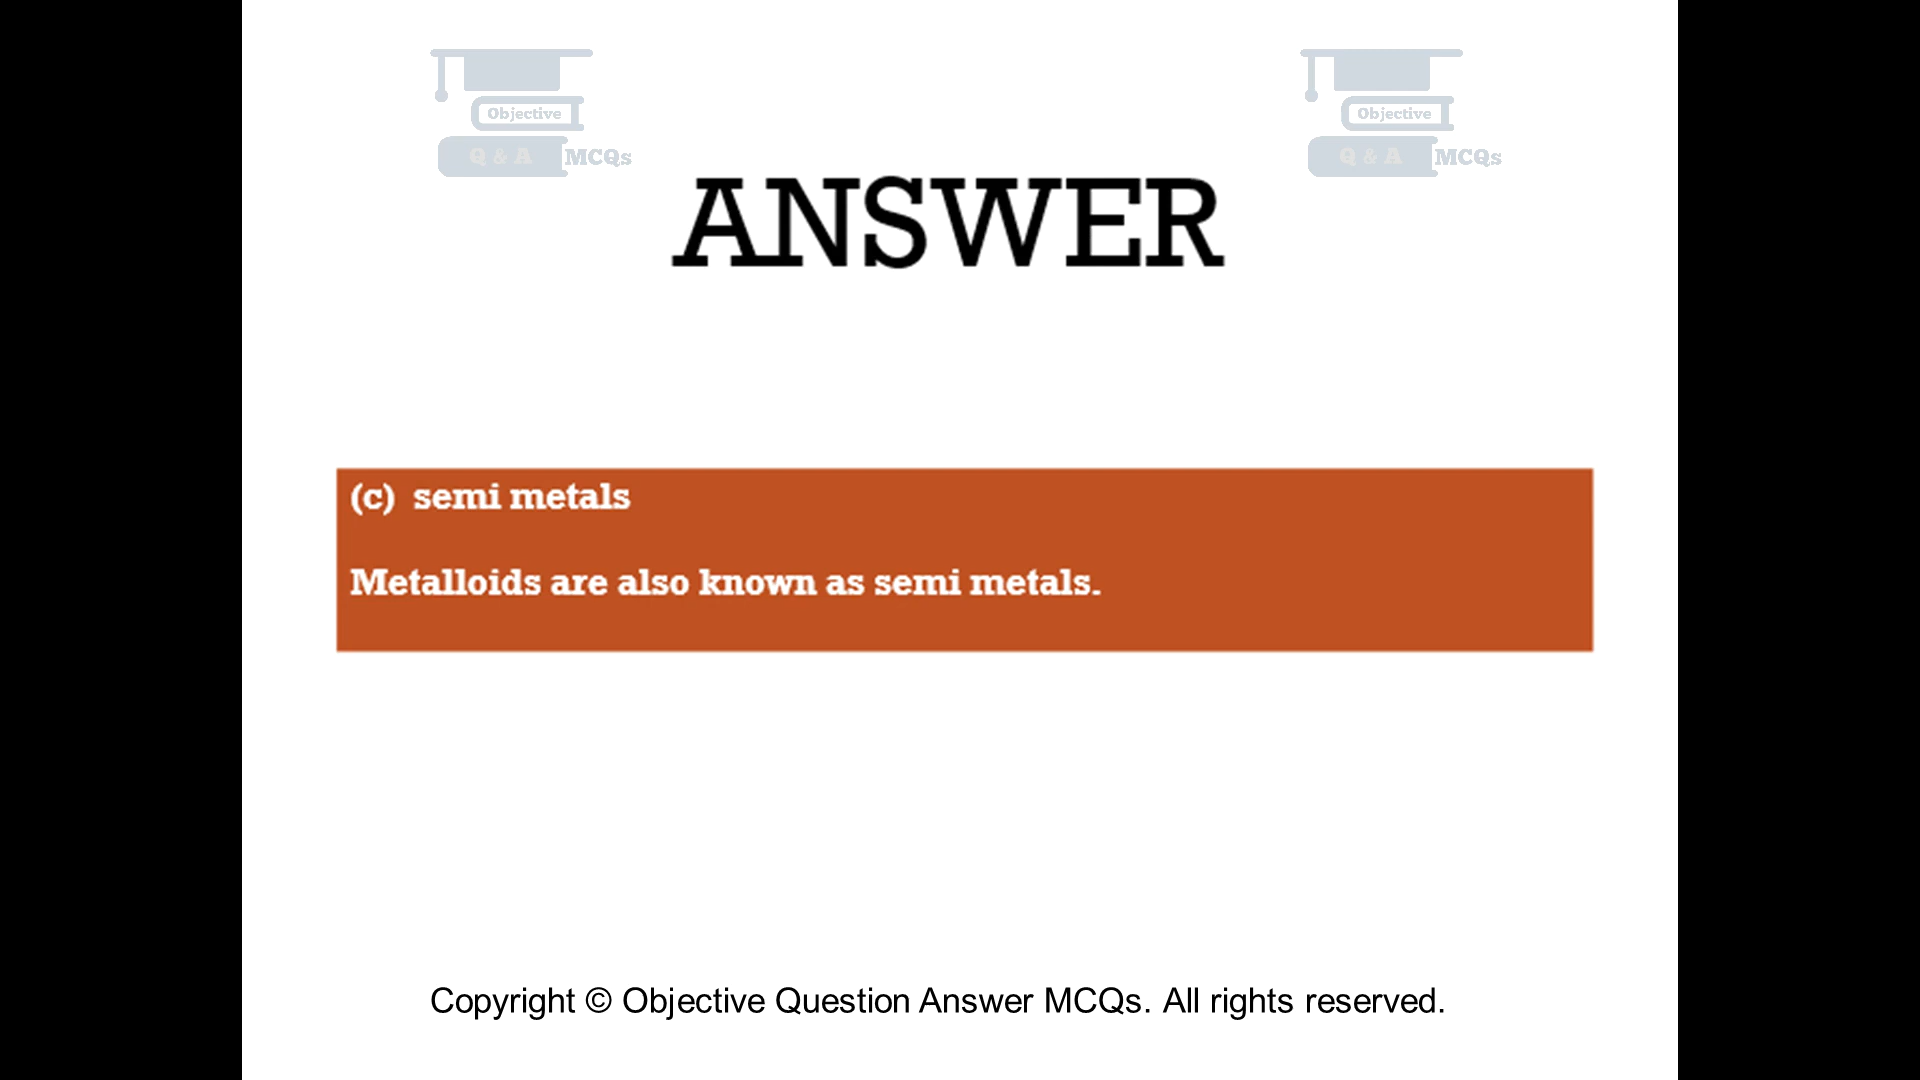 Objective
Q & A MCQs
Objective
Q & A MCQs
ANSWER
(c) semi metals
Metalloids are also known as semi metals.
Copyright © Objective Question Answer MCQs. All rights reserved.